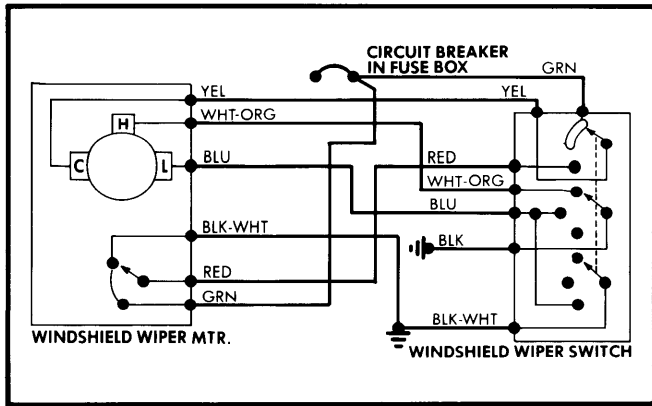 CIRCUIT BREAKER
IN FUSE BOX
GRN
YEL
YEL
WHT-ORG
H
C
L
BLU
RED
WHT-ORG
BLU
BLK-WHT
BLK
RED
GRN
BLK-WHT
WINDSHIELD WIPER MTR.
WINDSHIELD WIPER SWITCH